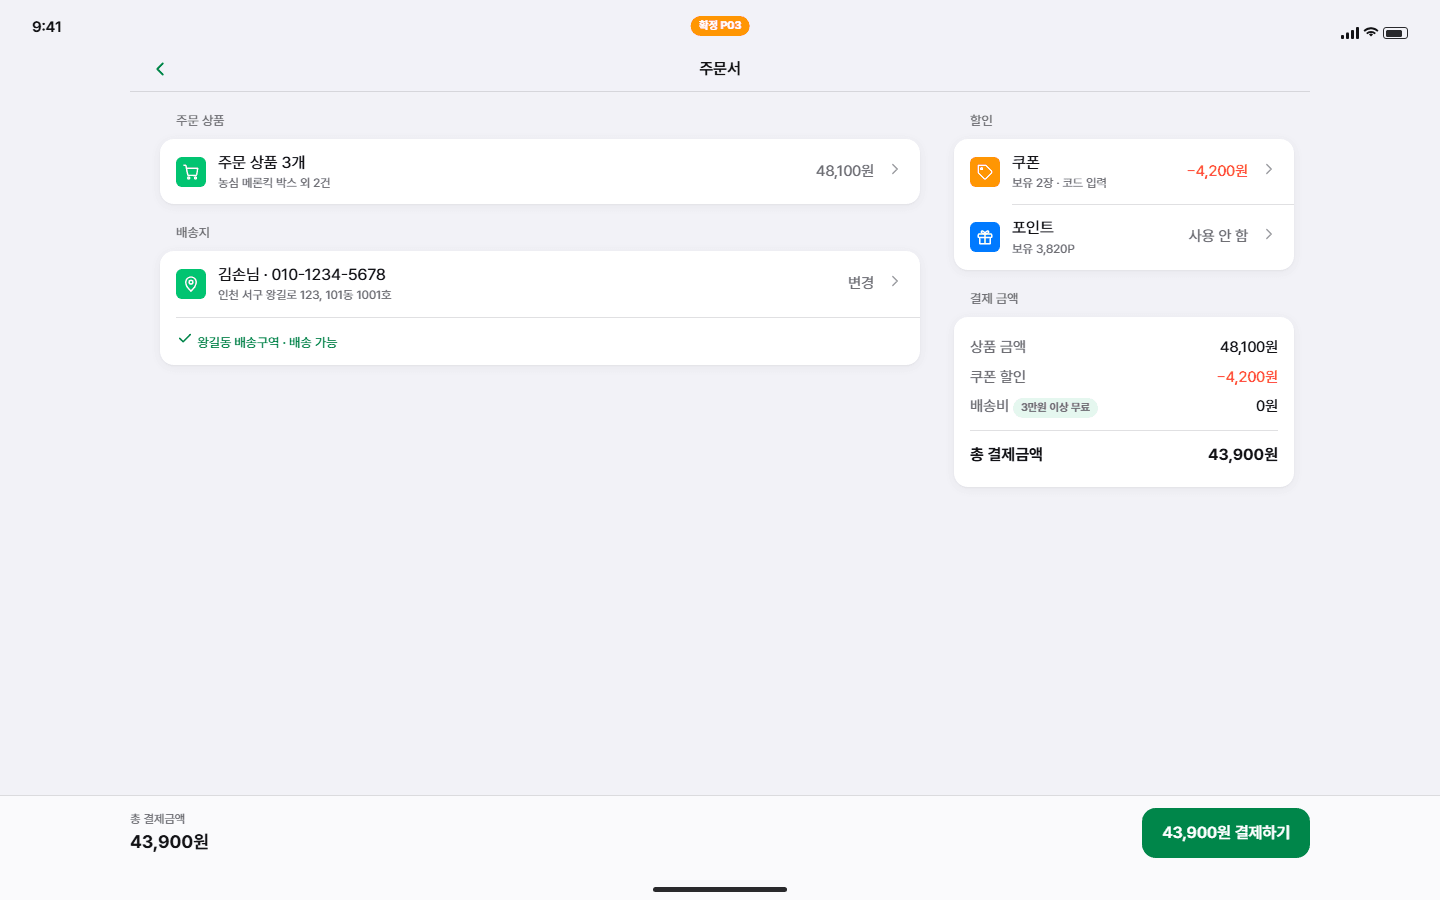 9:41
확정 P03
주문서
주문 상품
주문 상품 3개
농심 메론킥 박스 외 2건
48,100원
배송지
김손님 · 010-1234-5678
인천 서구 왕길로 123, 101동 1001호
변경
왕길동 배송구역 · 배송 가능
할인
쿠폰
보유 2장 · 코드 입력
−4,200원
포인트
보유 3,820P
사용 안 함
결제 금액
상품 금액 48,100원
쿠폰 할인 −4,200원
배송비 3만원 이상 무료 0원
총 결제금액 43,900원
총 결제금액
43,900원
43,900원 결제하기